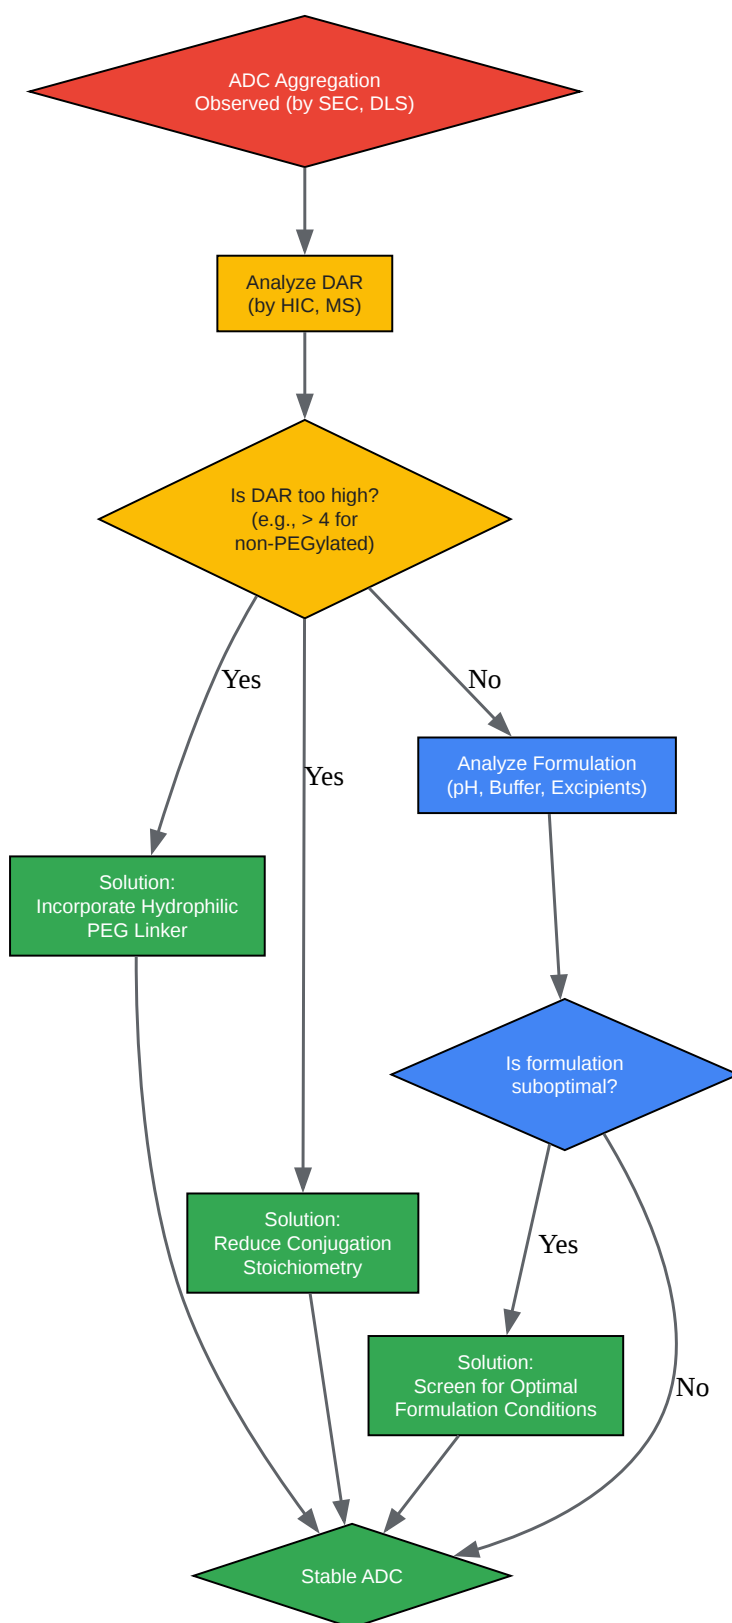 ADC Aggregation
Observed (by SEC, DLS)
Analyze DAR
(by HIC, MS)
Is DAR too high?
(e.g., > 4 for
non-PEGylated)
Yes
No
Yes
Analyze Formulation
(pH, Buffer, Excipients)
Solution:
Incorporate Hydrophilic
PEG Linker
Is formulation
suboptimal?
Solution:
Reduce Conjugation
Stoichiometry
Yes
Solution:
Screen for Optimal
Formulation Conditions
No
Stable ADC